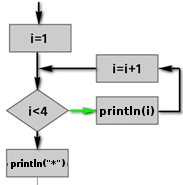 i=1
i=i+1
i<4
println(i)
println("*")